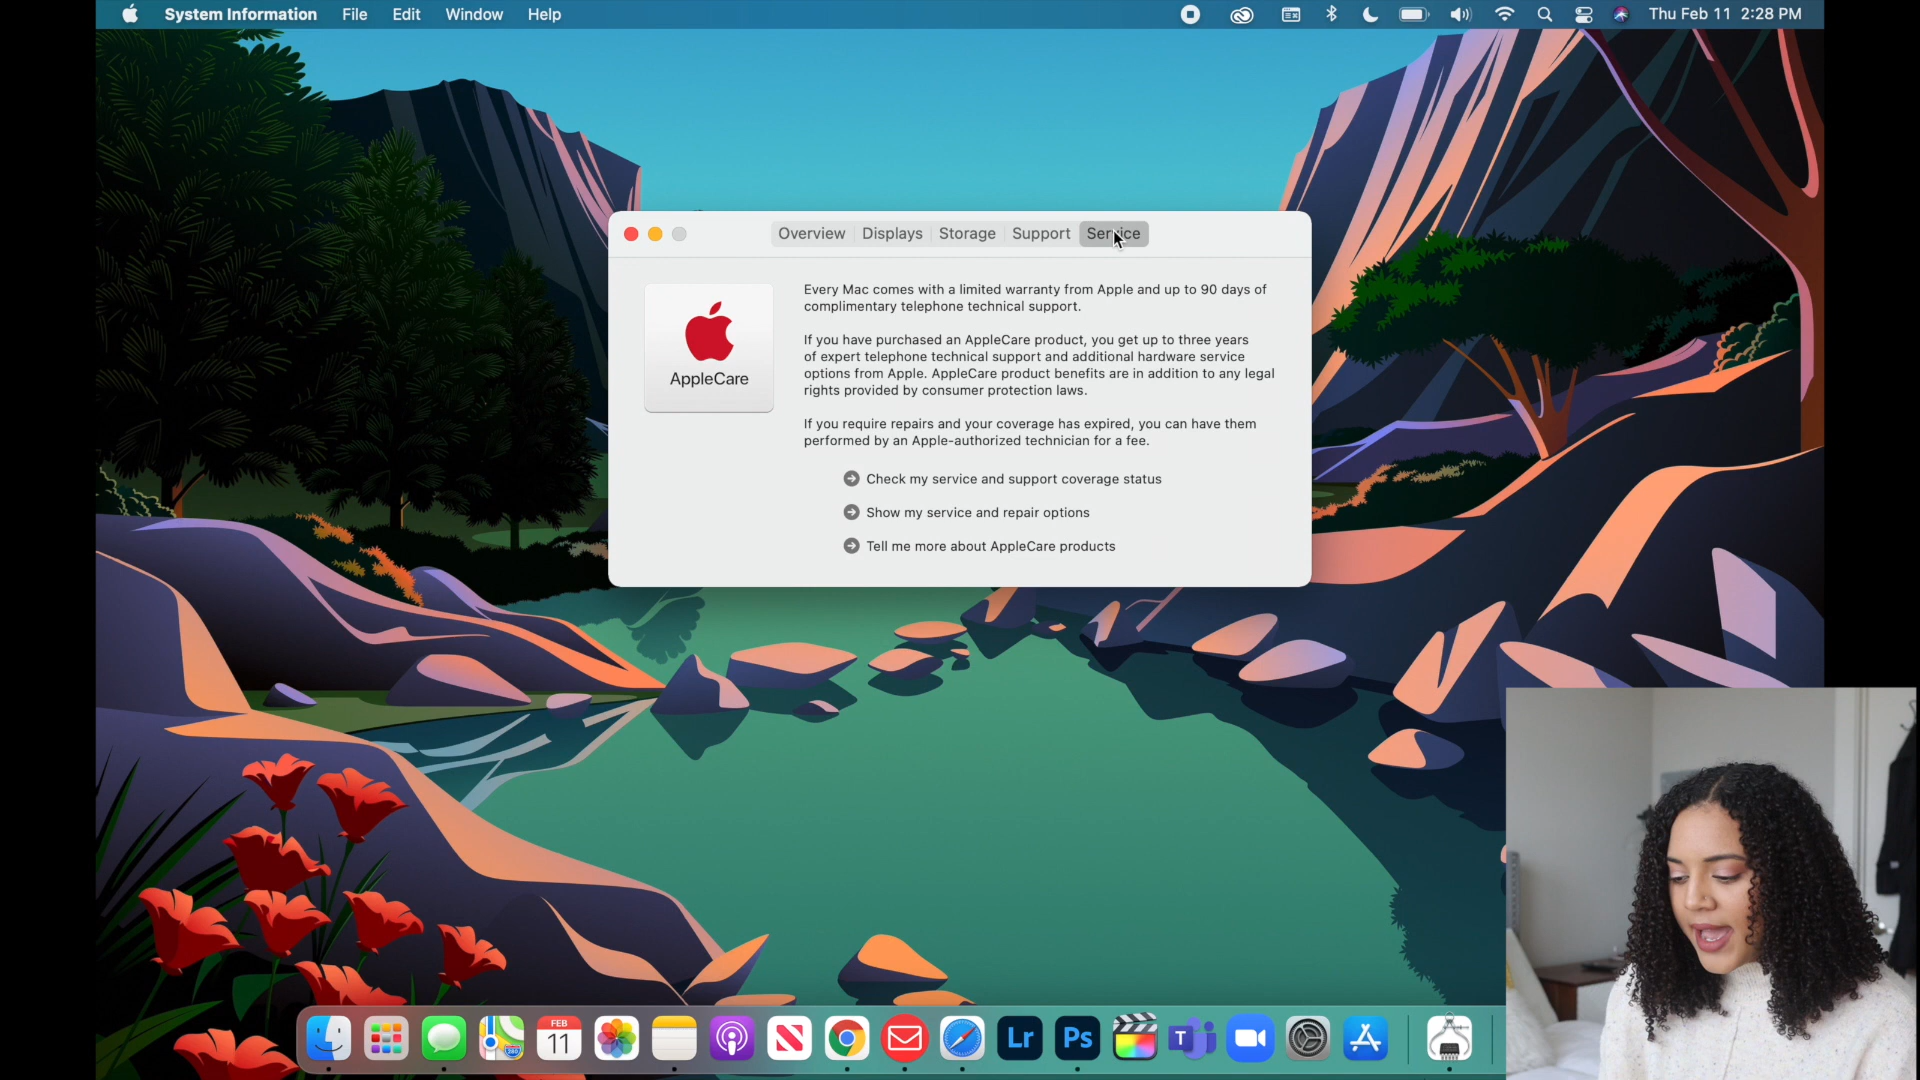 System Information File Edit Window Help Thu Feb 11 2:28 PM
Overview Displays Storage Support Service
AppleCare
Every Mac comes with a limited warranty from Apple and up to 90 days of
complimentary telephone technical support.
If you have purchased an AppleCare product, you get up to three years
of expert telephone technical support and additional hardware service
options from Apple. AppleCare product benefits are in addition to any legal
rights provided by consumer protection laws.
If you require repairs and your coverage has expired, you can have them
performed by an Apple-authorized technician for a fee.
Check my service and support coverage status
Show my service and repair options
Tell me more about AppleCare products
FEB
11
280
Lr
Ps
T